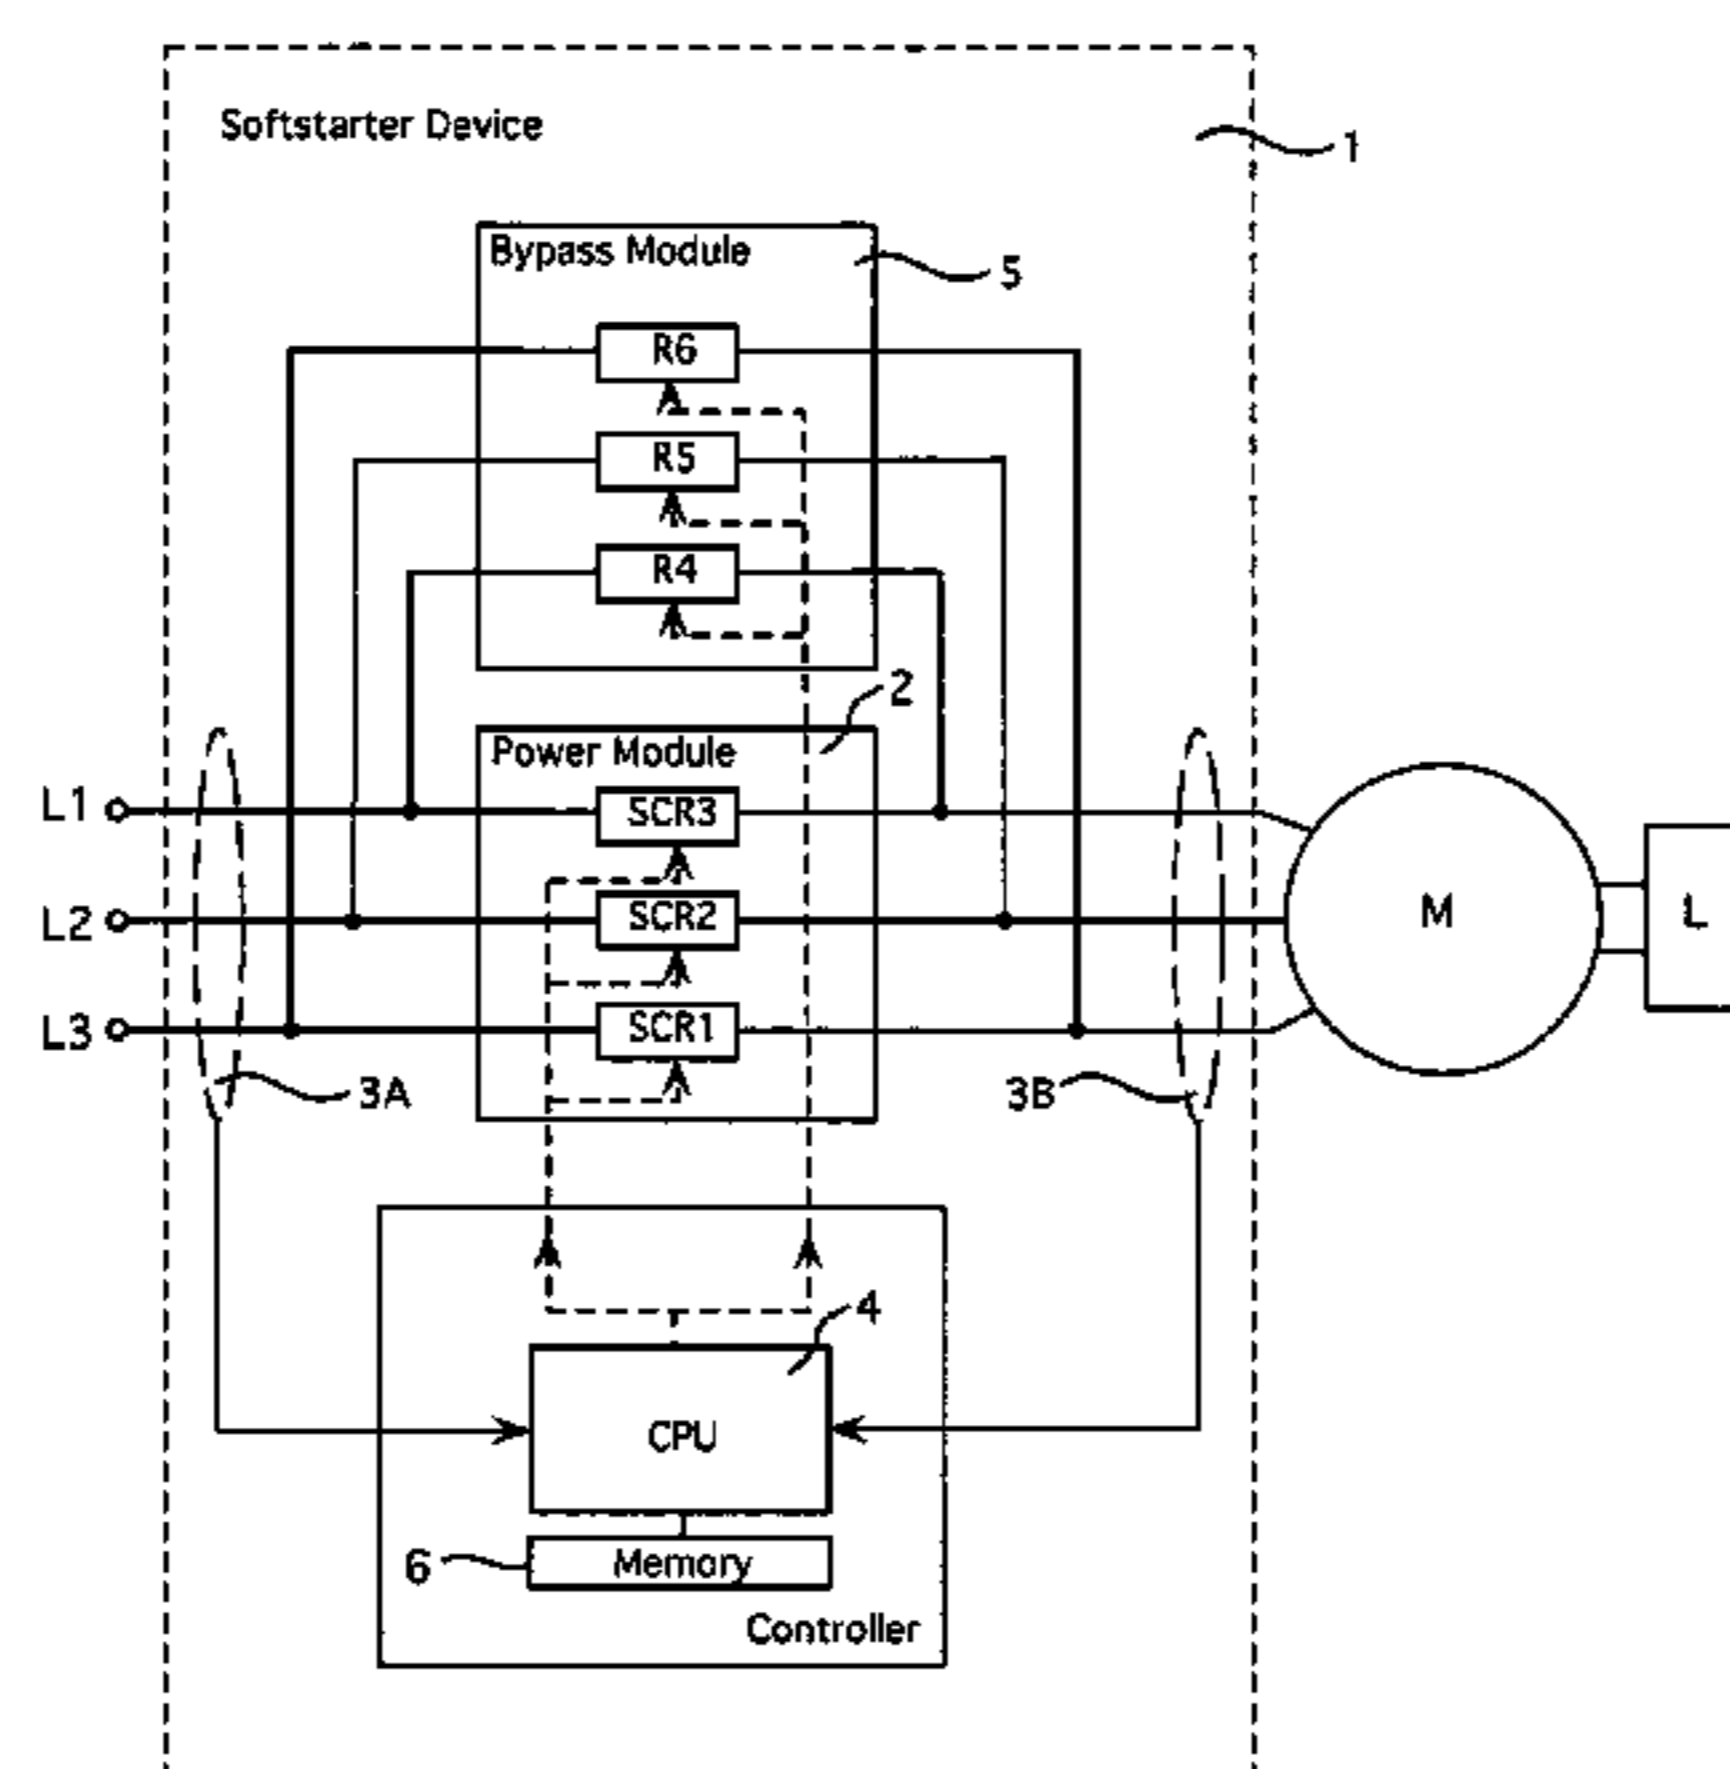 Softstarter Device
1
Bypass Module
5
R6
R5
R4
2
Power Module
L1
SCR3
L2
SCR2
M
L
L3
SCR1
3A
3B
4
CPU
6
Memory
Controller